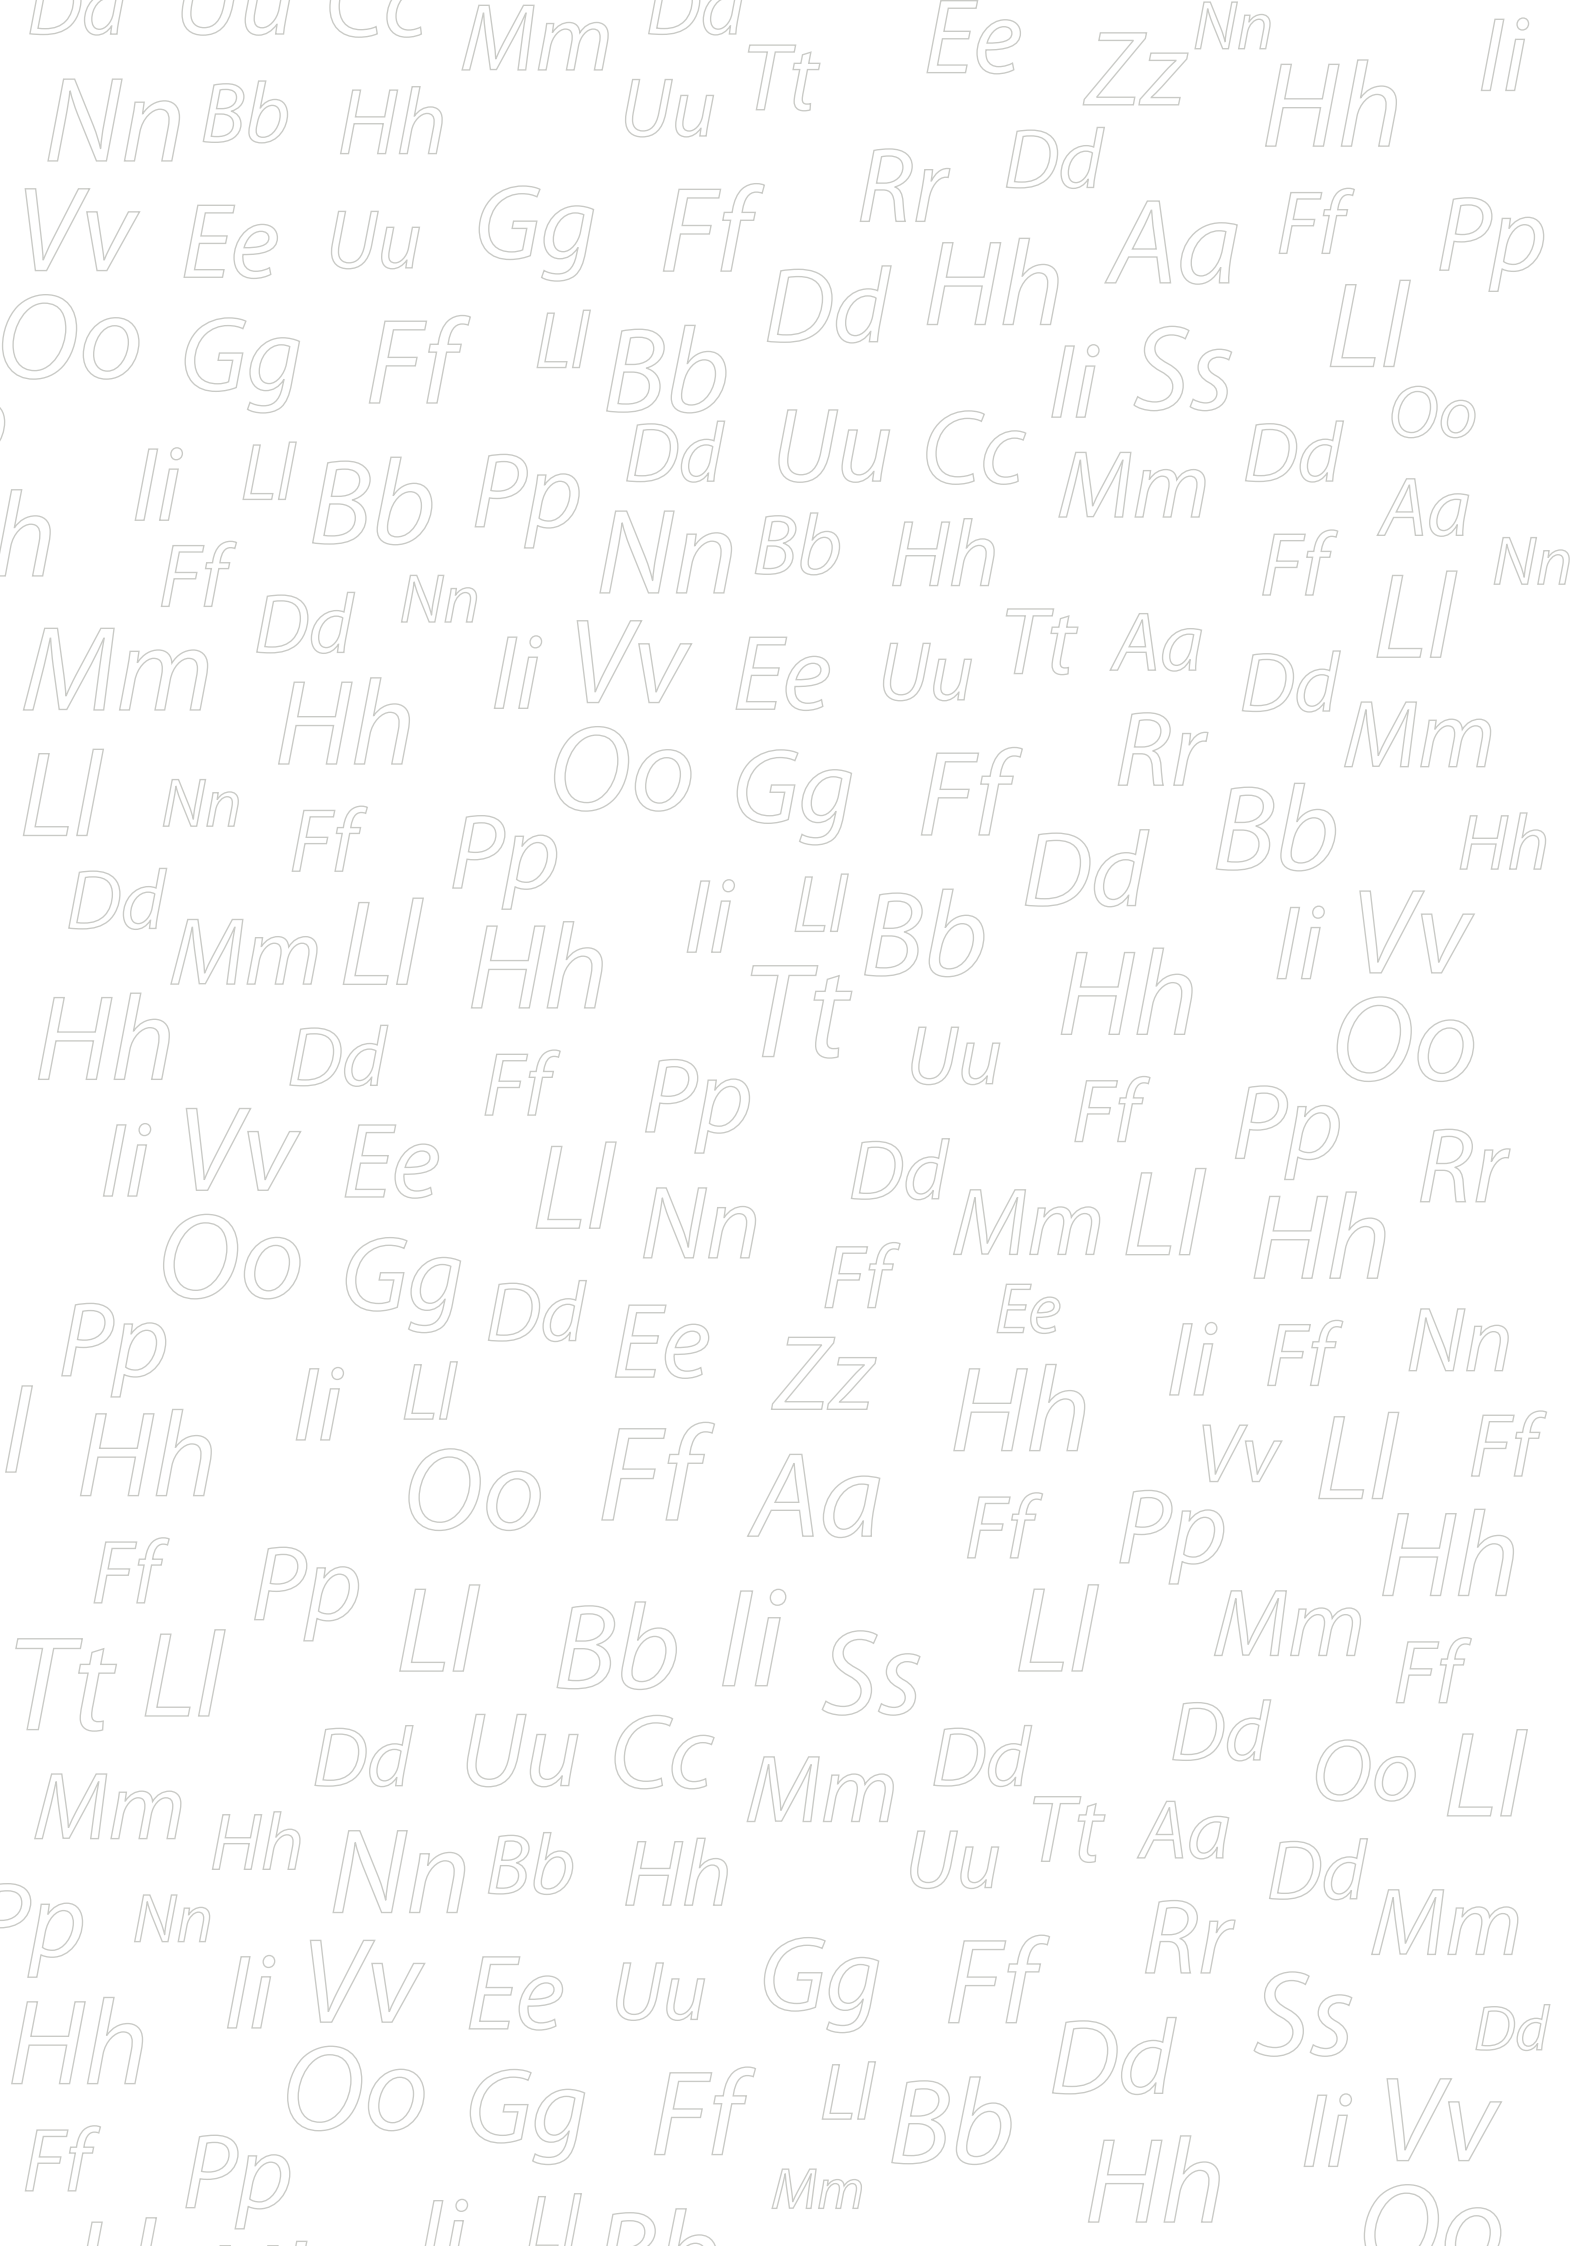 Dd Uu Cc Mm Dd Ee Zz Nn Ii
Nn Bb Hh Uu Tt Hh
Rr Dd
Vv Ee Uu Gg Ff Aa Ff Pp
Oo Gg Ff Ll Bb Dd Hh Ll
Ii Ss Oo
Ii Ll Bb Pp Dd Uu Cc Mm Dd Aa
h Ff Dd Nn Nn Bb Hh Ff Nn
Mm Hh Ii Vv Ee Uu Tt Aa Dd Ll
Ll Nn Ff Oo Gg Ff Rr Mm
Pp Dd Bb Hh
Dd Mm Ll Hh Ii Ll Bb Ii Vv
Hh Dd Ff Tt Uu Hh Oo
Pp Ff Pp Rr
Ii Vv Ee Ll Nn Dd Mm Ll Hh
Oo Gg Dd Ee Ff Ee
Pp Ii Ll Zz Hh Ii Ff Nn
l Hh Oo Ff Aa Vv Ll Ff
Ff Pp Ff Pp Hh
Tt Ll Ll Bb Ii Ss Ll Mm Ff
Dd Uu Cc Mm Dd Dd Oo Ll
Mm Hh Nn Bb Hh Uu Tt Aa Dd
Pp Nn Rr Mm
Ii Vv Ee Uu Gg Ff Ss Dd
Hh Oo Gg Ff Ll Bb Dd
Ff Pp Mm Hh Ii Vv
Ii Ll Bb Oo